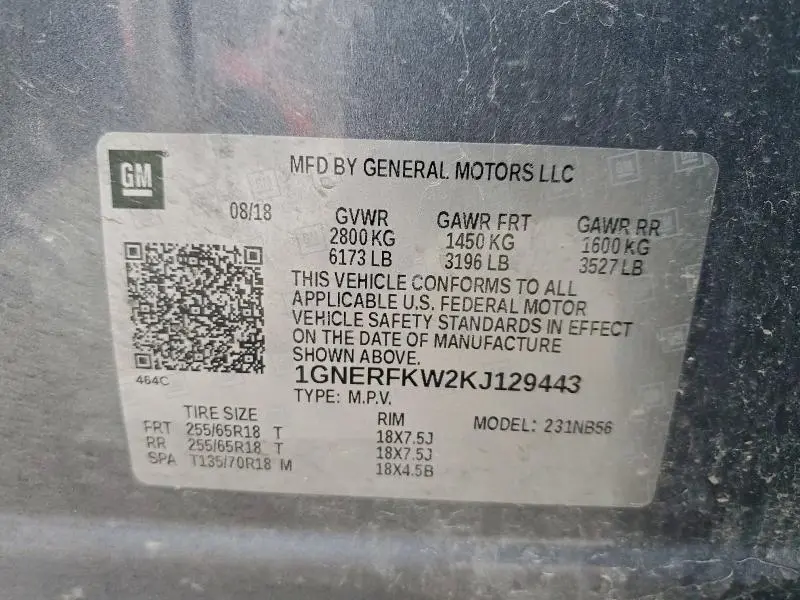 GM
MFD BY GENERAL MOTORS LLC
08/18 GVWR GAWR FRT GAWR RR
2800 KG 1450 KG 1600 KG
6173 LB 3196 LB 3527 LB
THIS VEHICLE CONFORMS TO ALL
APPLICABLE U.S. FEDERAL MOTOR
VEHICLE SAFETY STANDARDS IN EFFECT
ON THE DATE OF MANUFACTURE
SHOWN ABOVE.
464C
1GNERFKW2KJ129443
TYPE: M.P.V.
TIRE SIZE RIM MODEL: 231NB56
FRT 255/65R18 T 18X7.5J
RR 255/65R18 T 18X7.5J
SPA T135/70R18 M 18X4.5B